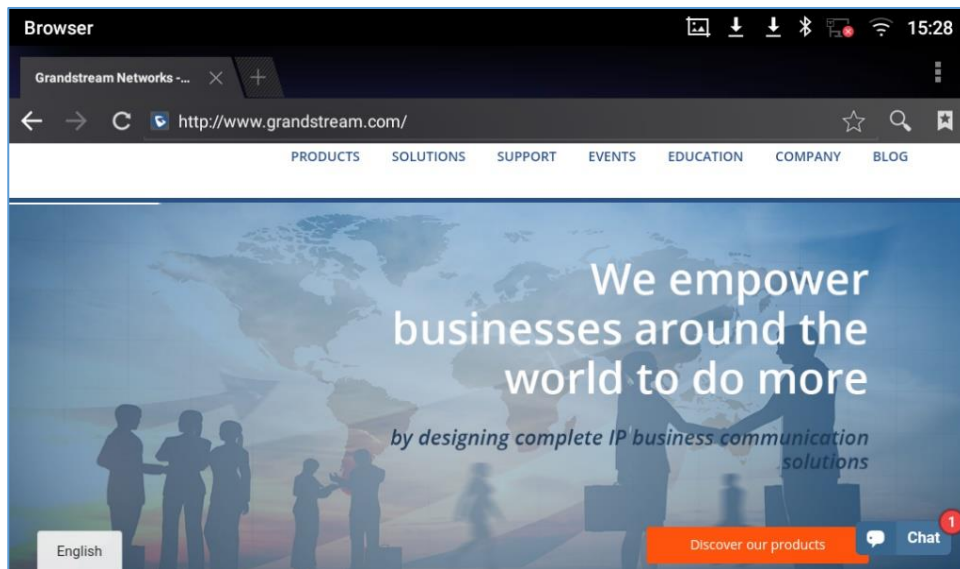 Browser
15:28
Grandstream Networks -...
http://www.grandstream.com/
PRODUCTS SOLUTIONS SUPPORT EVENTS EDUCATION COMPANY BLOG
We empower
businesses around the
world to do more
by designing complete IP business communication
solutions
English
Discover our products
Chat
1